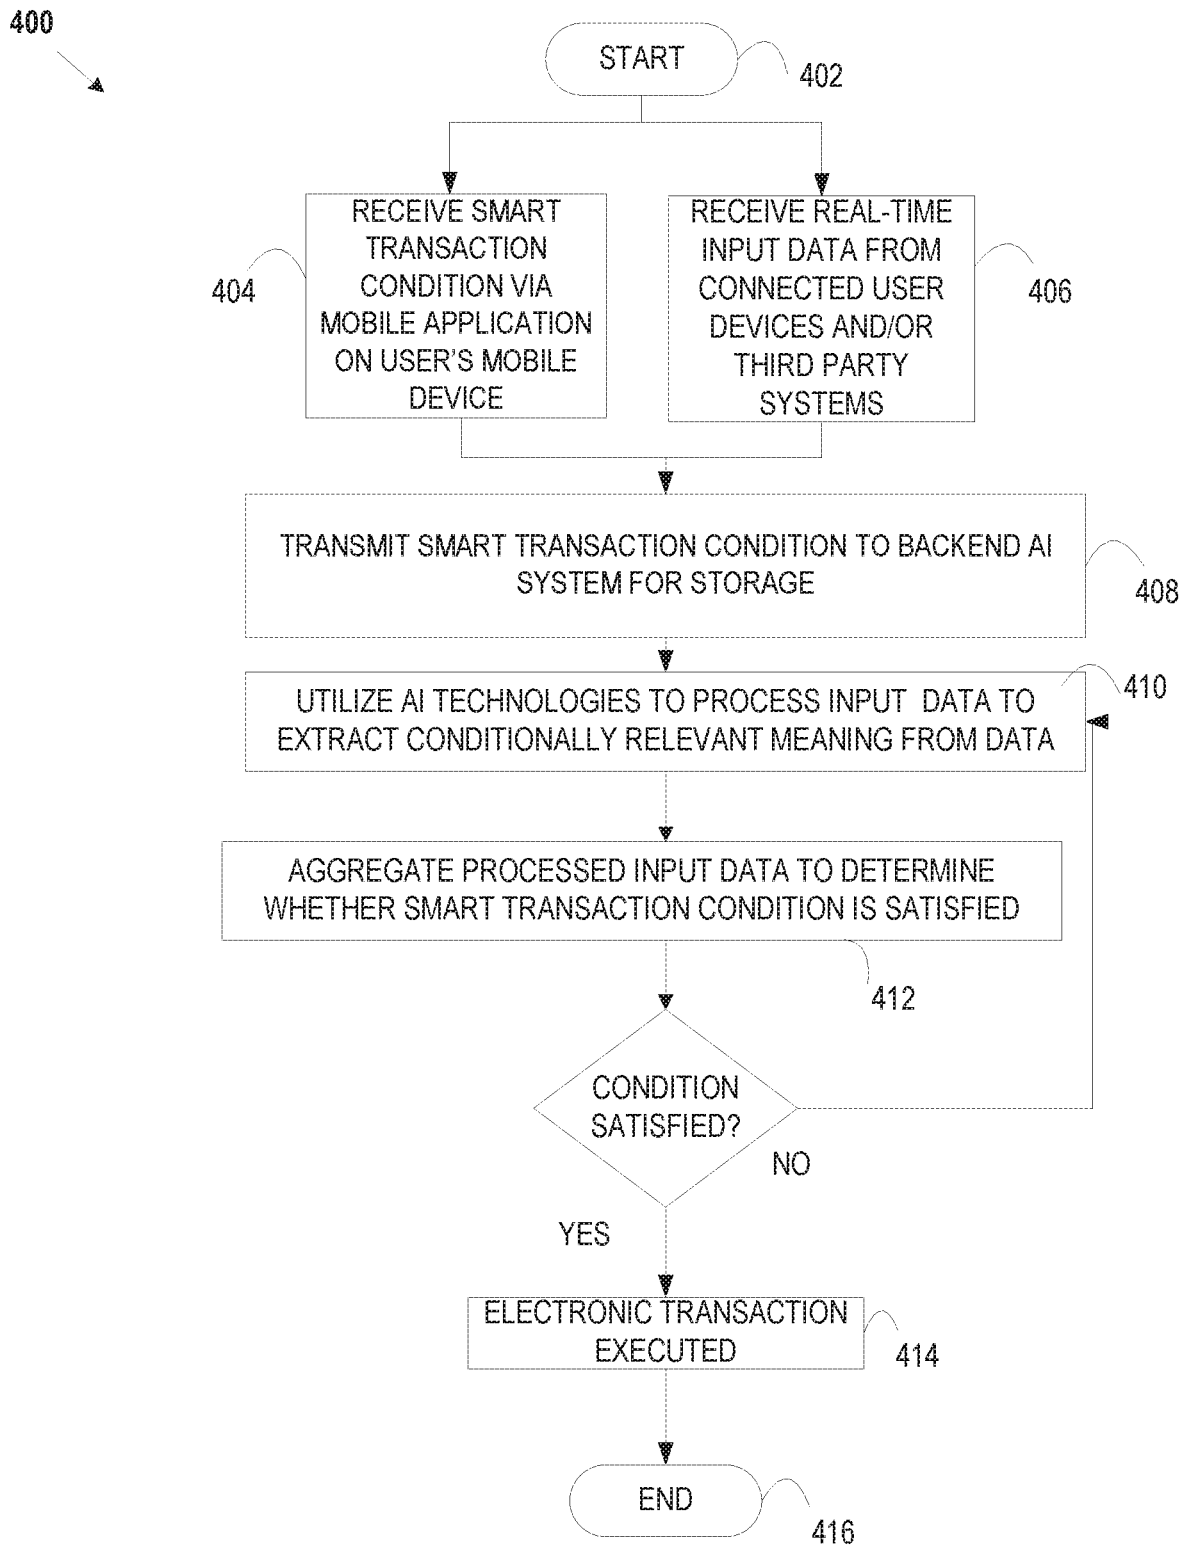 400
START
402
RECEIVE SMART
TRANSACTION
CONDITION VIA
MOBILE APPLICATION
ON USER'S MOBILE
DEVICE
404
RECEIVE REAL-TIME
INPUT DATA FROM
CONNECTED USER
DEVICES AND/OR
THIRD PARTY
SYSTEMS
406
TRANSMIT SMART TRANSACTION CONDITION TO BACKEND AI
SYSTEM FOR STORAGE
408
UTILIZE AI TECHNOLOGIES TO PROCESS INPUT DATA TO
EXTRACT CONDITIONALLY RELEVANT MEANING FROM DATA
410
AGGREGATE PROCESSED INPUT DATA TO DETERMINE
WHETHER SMART TRANSACTION CONDITION IS SATISFIED
412
CONDITION
SATISFIED?
NO
YES
ELECTRONIC TRANSACTION
EXECUTED
414
END
416